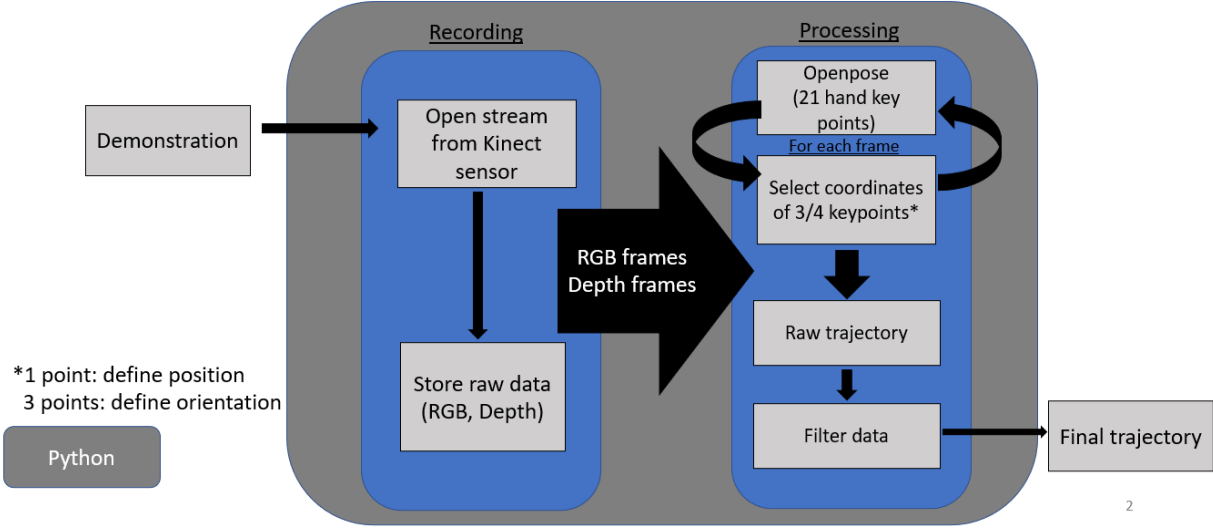 Recording
Processing
Demonstration
Open stream
from Kinect
sensor
Store raw data
(RGB, Depth)
RGB frames
Depth frames
Openpose
(21 hand key
points)
For each frame
Select coordinates
of 3/4 keypoints*
Raw trajectory
Filter data
Final trajectory
*1 point: define position
3 points: define orientation
Python
2